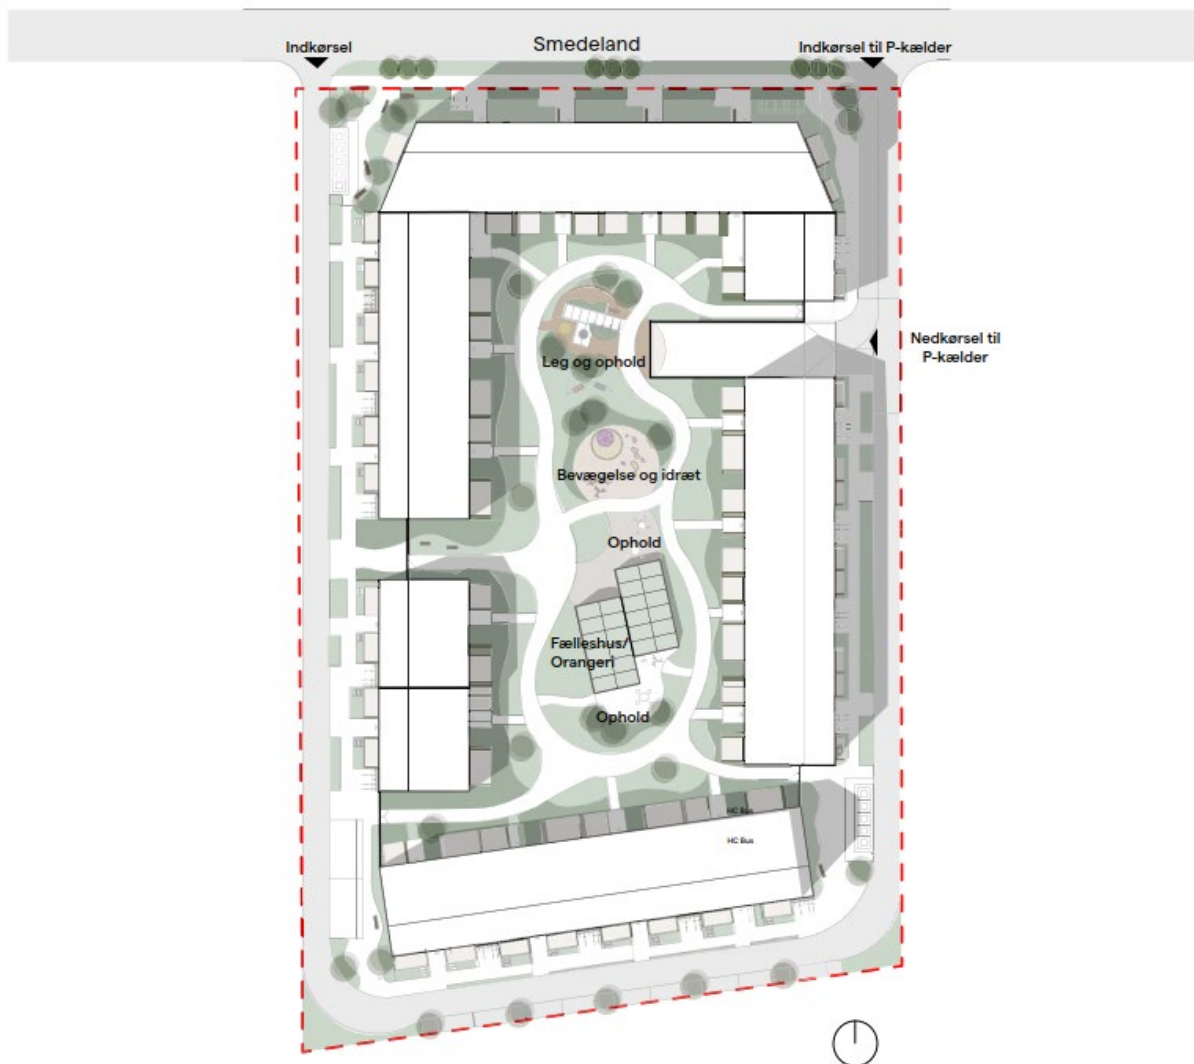 Smedeland
Indkørsel
Indkørsel til P-kælder
Nedkørsel til
P-kælder
Leg og ophold
Bevægelse og idræt
Ophold
Fælleshus/
Orangeri
Ophold
HC Bus
HC Bus